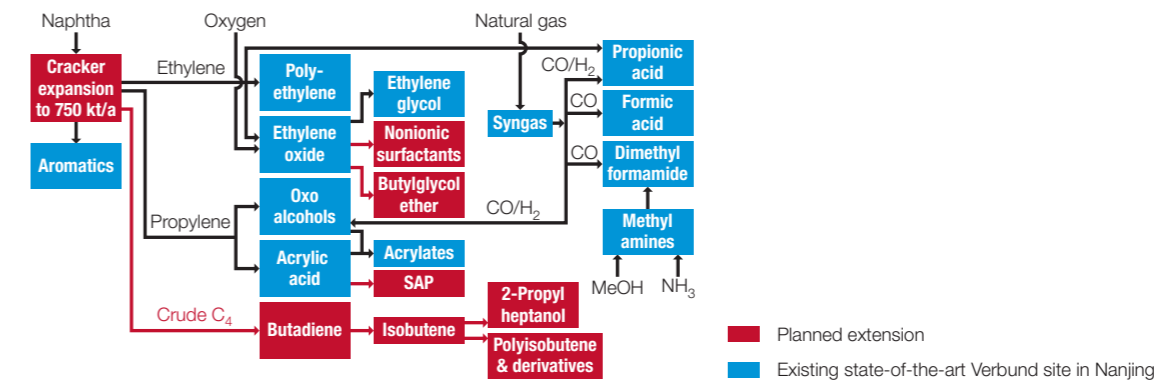 Naphtha
Oxygen
Natural gas
Cracker
expansion
to 750 kt/a
Ethylene
Poly-
ethylene
Ethylene
glycol
CO/H₂
Propionic
acid
Syngas
CO
Formic
acid
Aromatics
Ethylene
oxide
Nonionic
surfactants
CO
Dimethyl
formamide
Butylglycol
ether
Oxo
alcohols
CO/H₂
Propylene
Methyl
amines
Acrylic
acid
Acrylates
SAP
MeOH
NH₃
Crude C₄
Butadiene
Isobutene
2-Propyl
heptanol
Polyisobutene
& derivatives
Planned extension
Existing state-of-the-art Verbund site in Nanjing